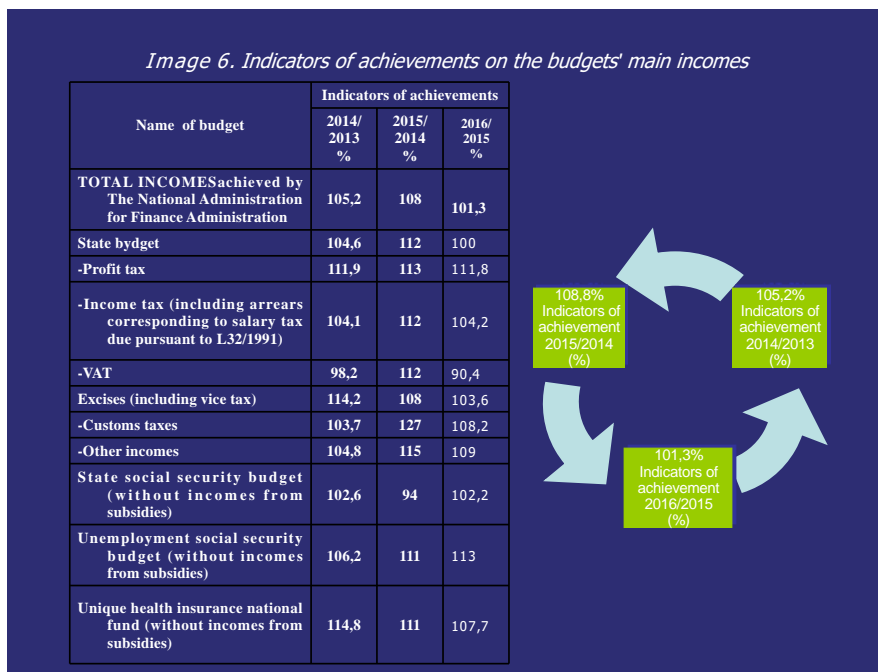 Image 6. Indicators of achievements on the budgets' main incomes
Name of budget
Indicators of achievements
2014/
2013
%
2015/
2014
%
2016/
2015
%
TOTAL INCOMESachieved by
The National Administration
for Finance Administration
105,2
108
101,3
State bydget
104,6
112
100
-Profit tax
111,9
113
111,8
-Income tax (including arrears
corresponding to salary tax
due pursuant to L32/1991)
104,1
112
104,2
-VAT
98,2
112
90,4
Excises (including vice tax)
114,2
108
103,6
-Customs taxes
103,7
127
108,2
-Other incomes
104,8
115
109
State social security budget
(without incomes from
subsidies)
102,6
94
102,2
Unemployment social security
budget (without incomes
from subsidies)
106,2
111
113
Unique health insurance national
fund (without incomes from
subsidies)
114,8
111
107,7
108,8%
Indicators of
achievement
2015/2014
(%)
105,2%
Indicators of
achievement
2014/2013
(%)
101,3%
Indicators of
achievement
2016/2015
(%)